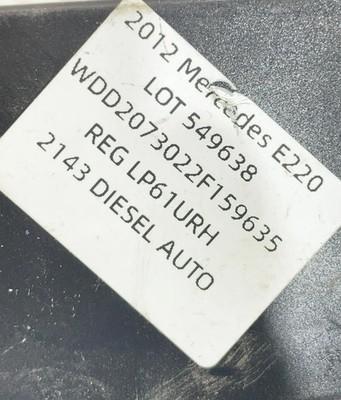 2012 Mercedes E220
LOT 549638
WDD2073022F159635
REG LP61URH
2143 DIESEL AUTO